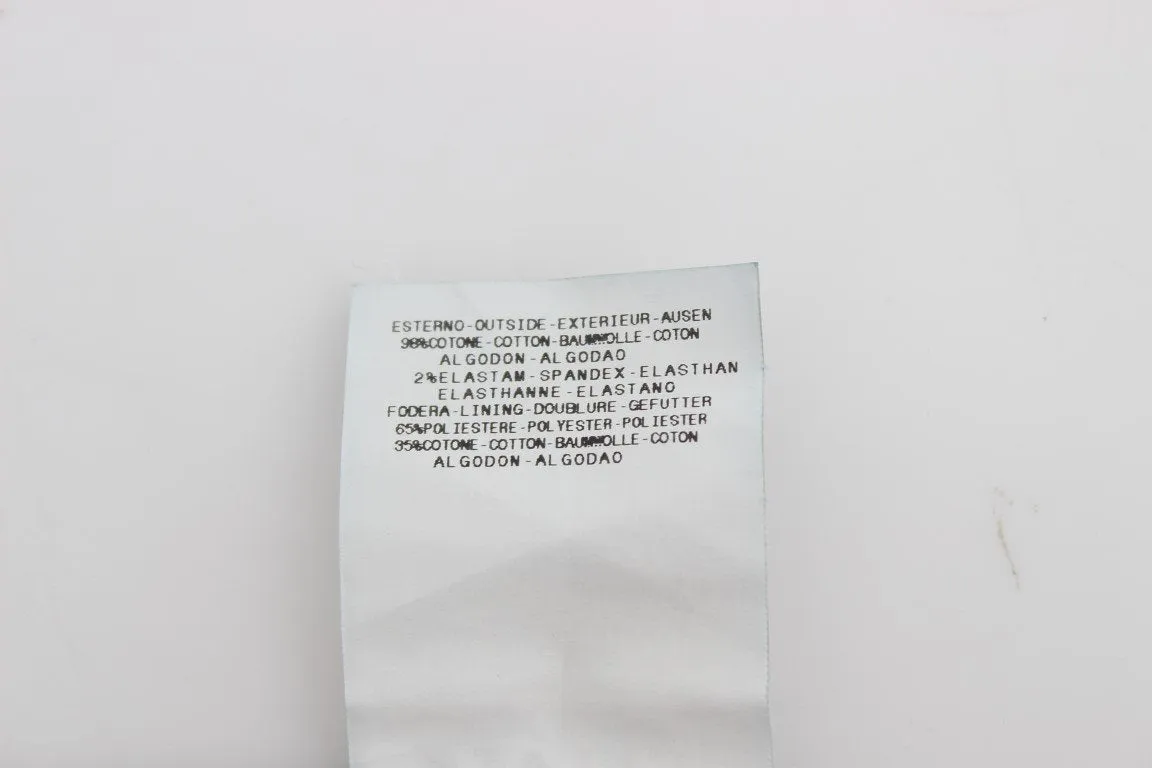 ESTERNO-OUTSIDE-EXTERIEUR-AUSEN
98%COTONE-COTTON-BAUMWOLLE-COTON
ALGODON-ALGODAO
2%ELASTAM-SPANDEX-ELASTHAN
ELASTHANNE-ELASTANO
FODERA-LINING-DOUBLURE-GEFUTTER
65%POLIESTERE-POLYESTER-POLIESTER
35%COTONE-COTTON-BAUMWOLLE-COTON
ALGODON-ALGODAO